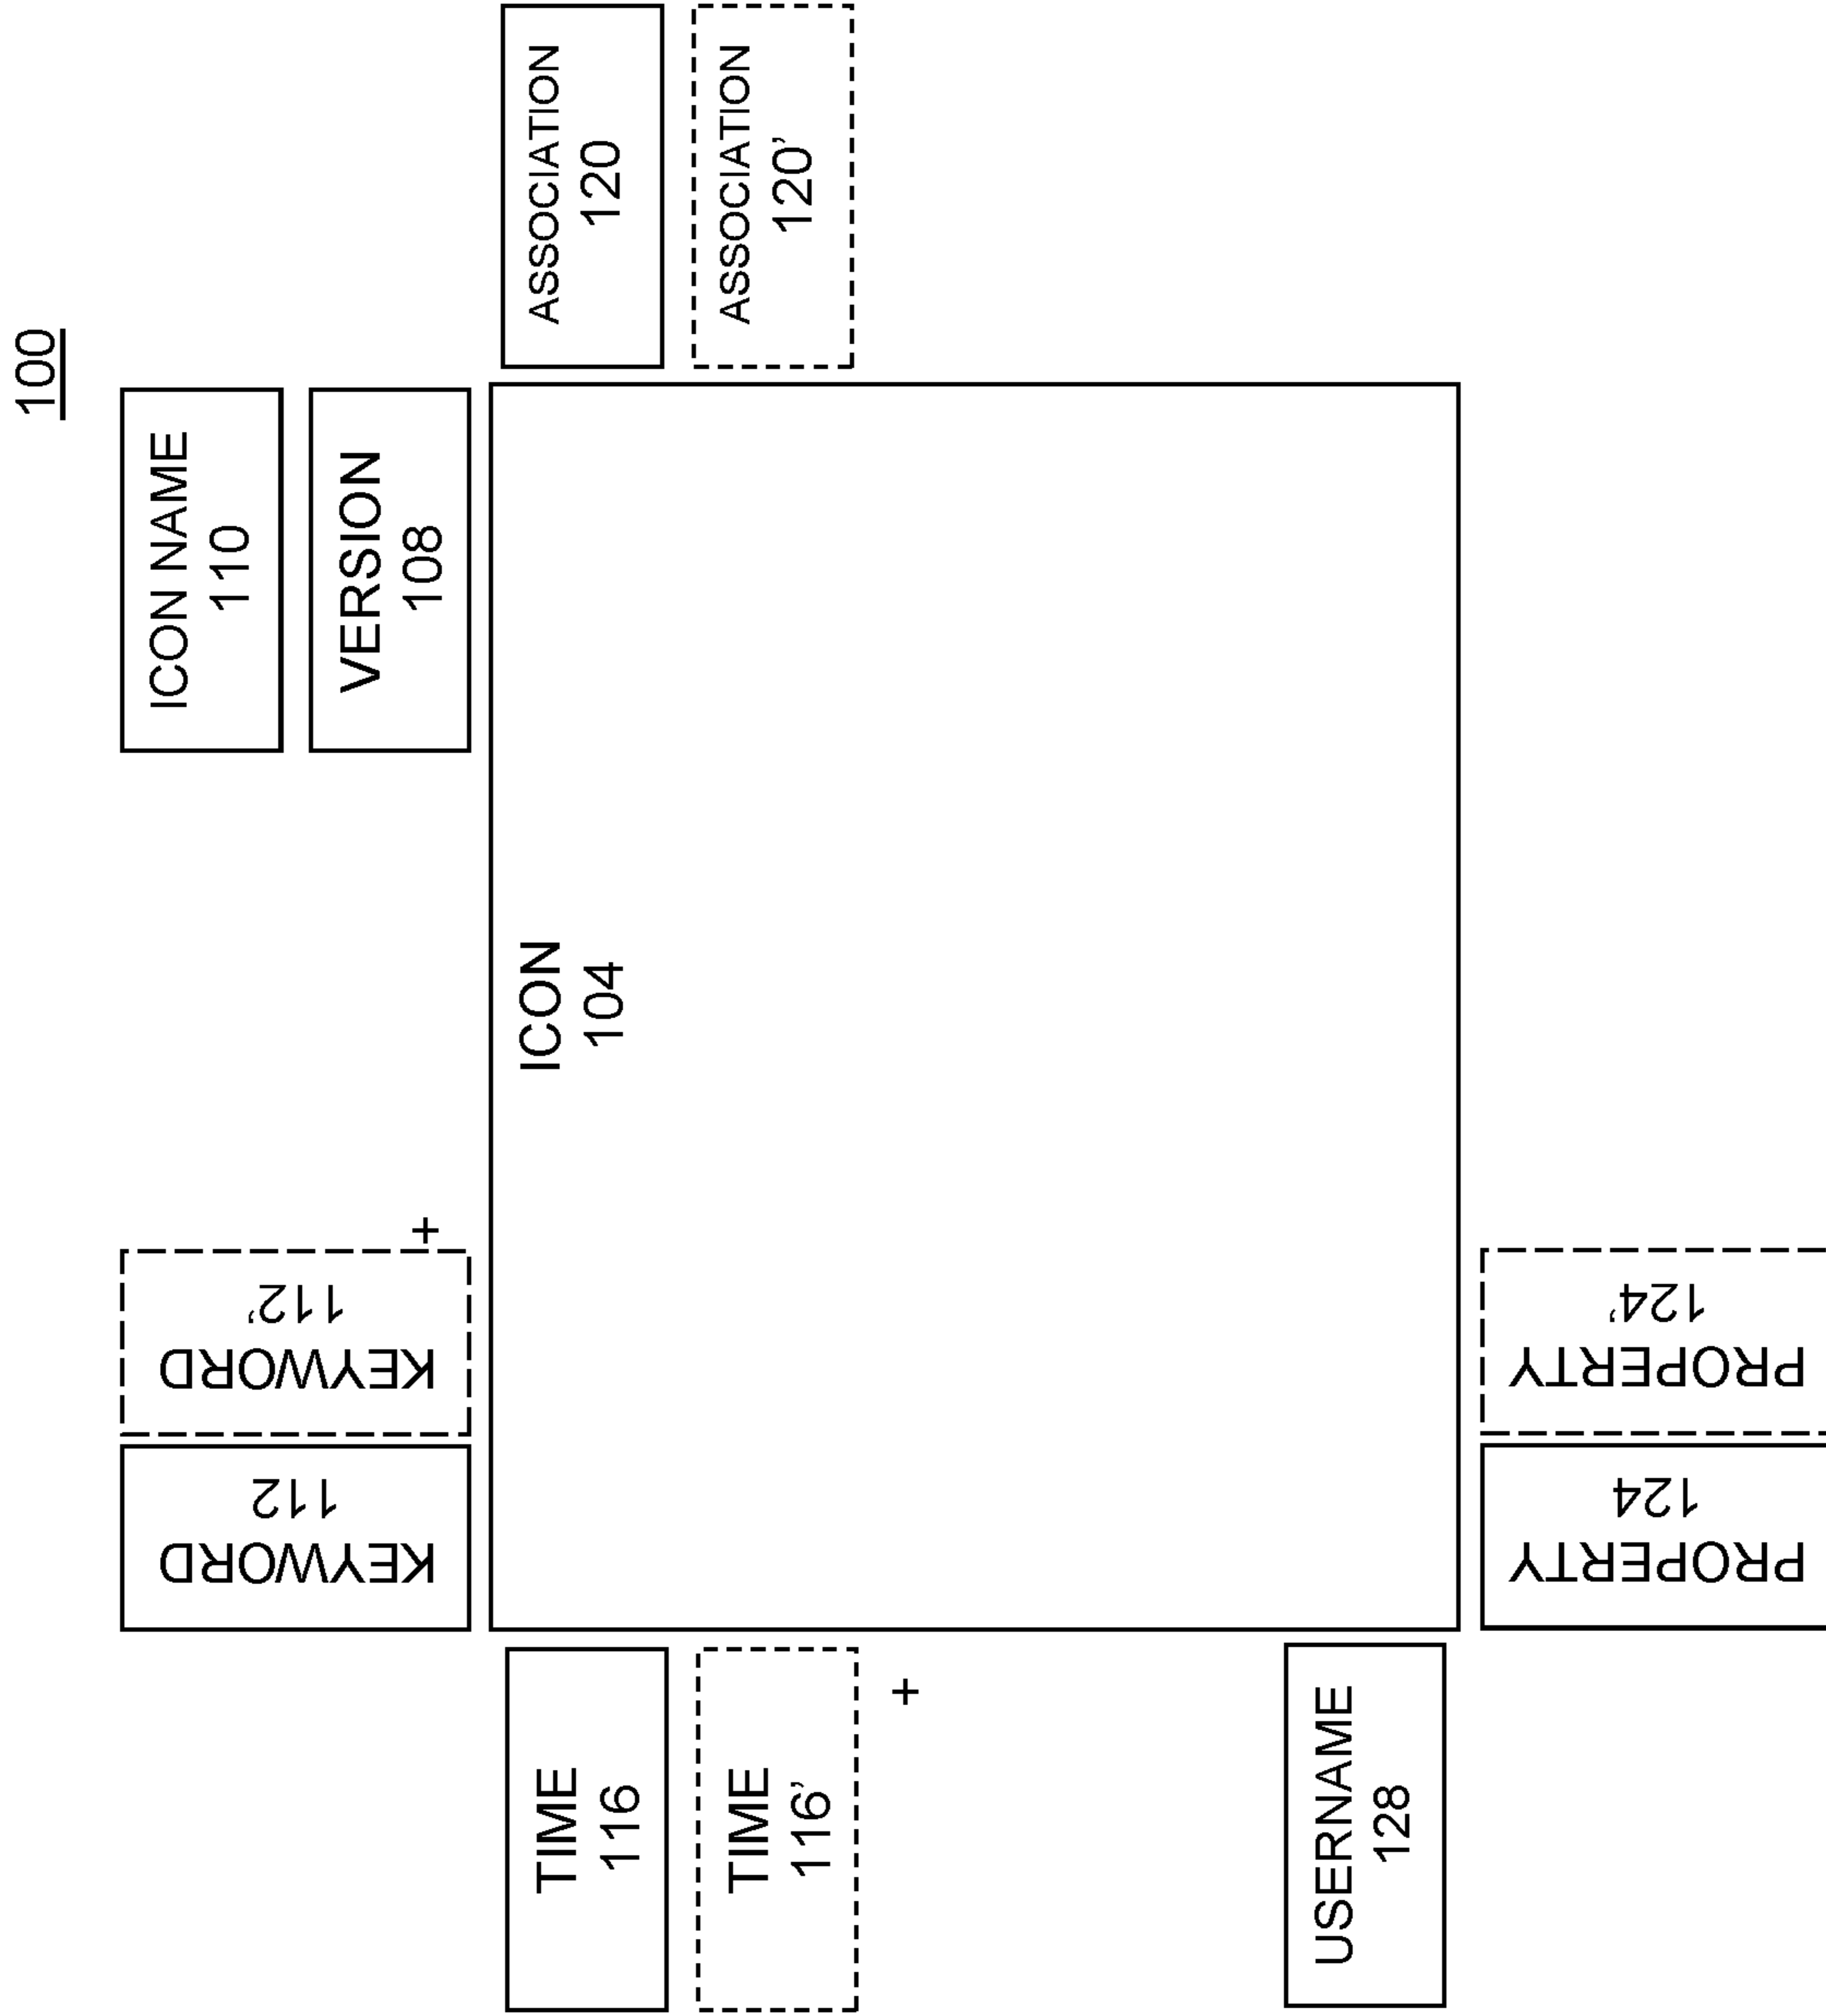 100
ICON NAME
110
VERSION
108
ASSOCIATION
120
ASSOCIATION
120’
ICON
104
KEYWORD
112
KEYWORD
112’
+
TIME
116
TIME
116’
+
USERNAME
128
PROPERTY
124
PROPERTY
124’